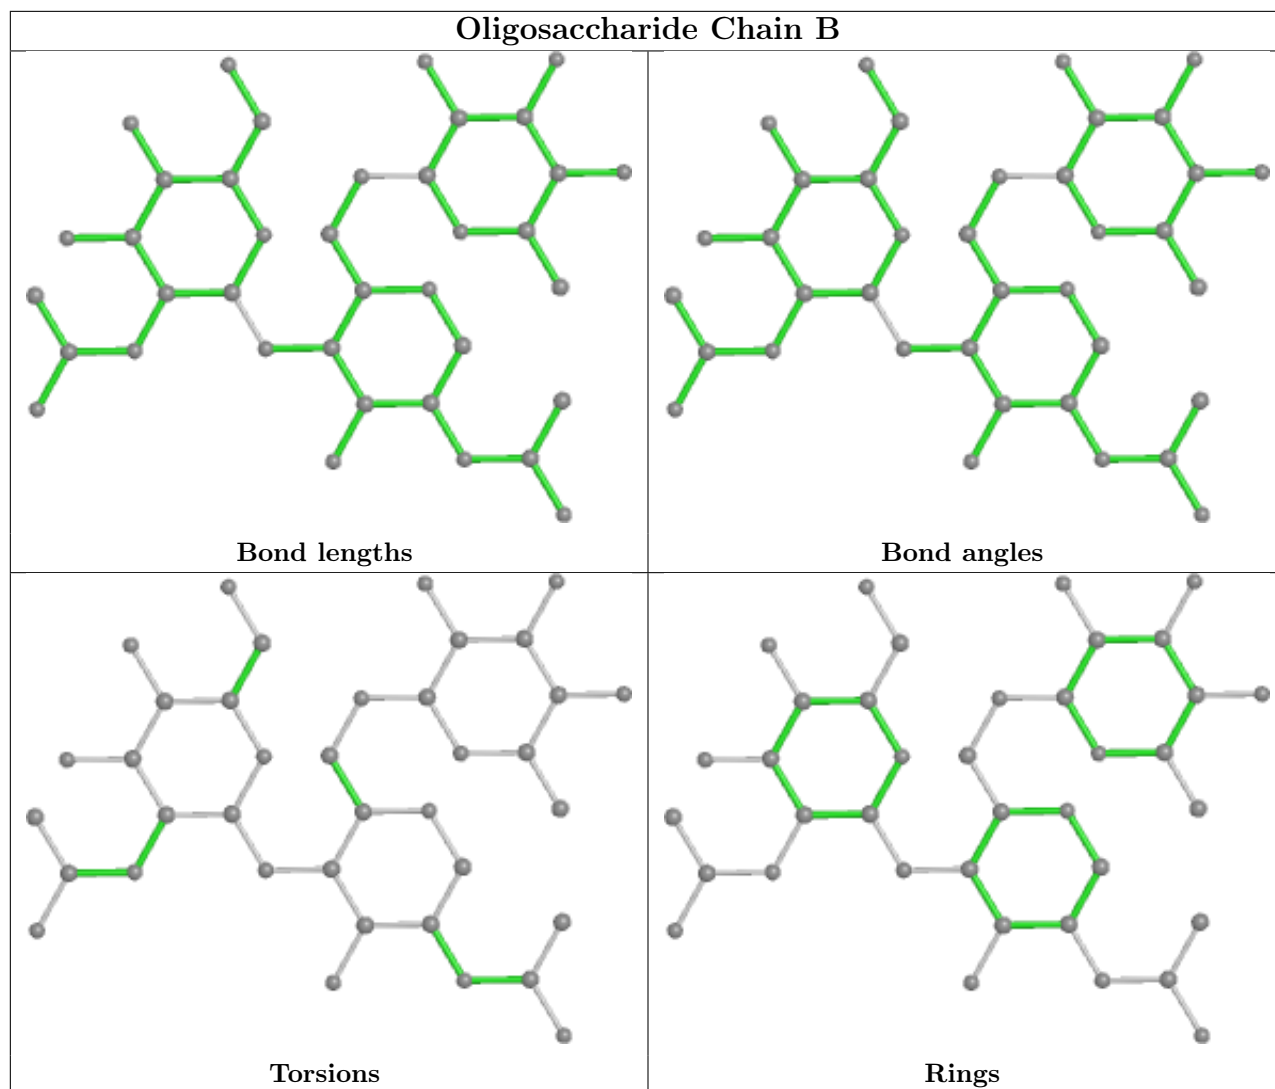 Oligosaccharide Chain B
Bond lengths
Bond angles
Torsions
Rings